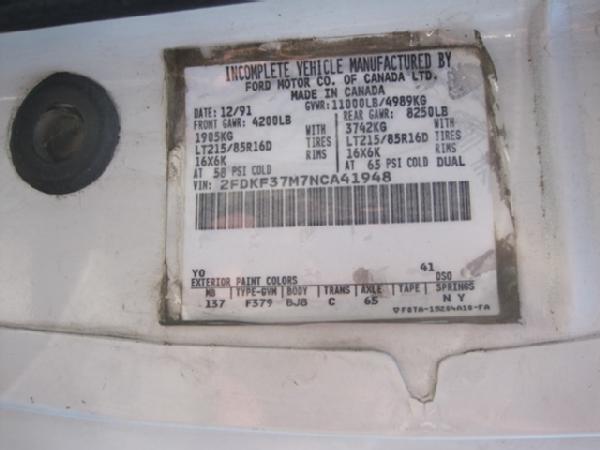 INCOMPLETE VEHICLE MANUFACTURED BY
FORD MOTOR CO. OF CANADA LTD.
MADE IN CANADA
DATE: 12/91 GVWR:11000LB/4989KG
FRONT GAWR: 4200LB REAR GAWR: 8250LB
1905KG WITH 3742KG WITH
LT215/85R16D TIRES LT215/85R16D TIRES
16X6K RIMS 16X6K RIMS
AT 50 PSI COLD AT 65 PSI COLD DUAL
VIN: 2FDKF37M7NCA41948
YO 41
EXTERIOR PAINT COLORS DSO
WB TYPE-GVW BODY TRANS AXLE TAPE SPRINGS
137 F379 BJ8 C 65 N Y